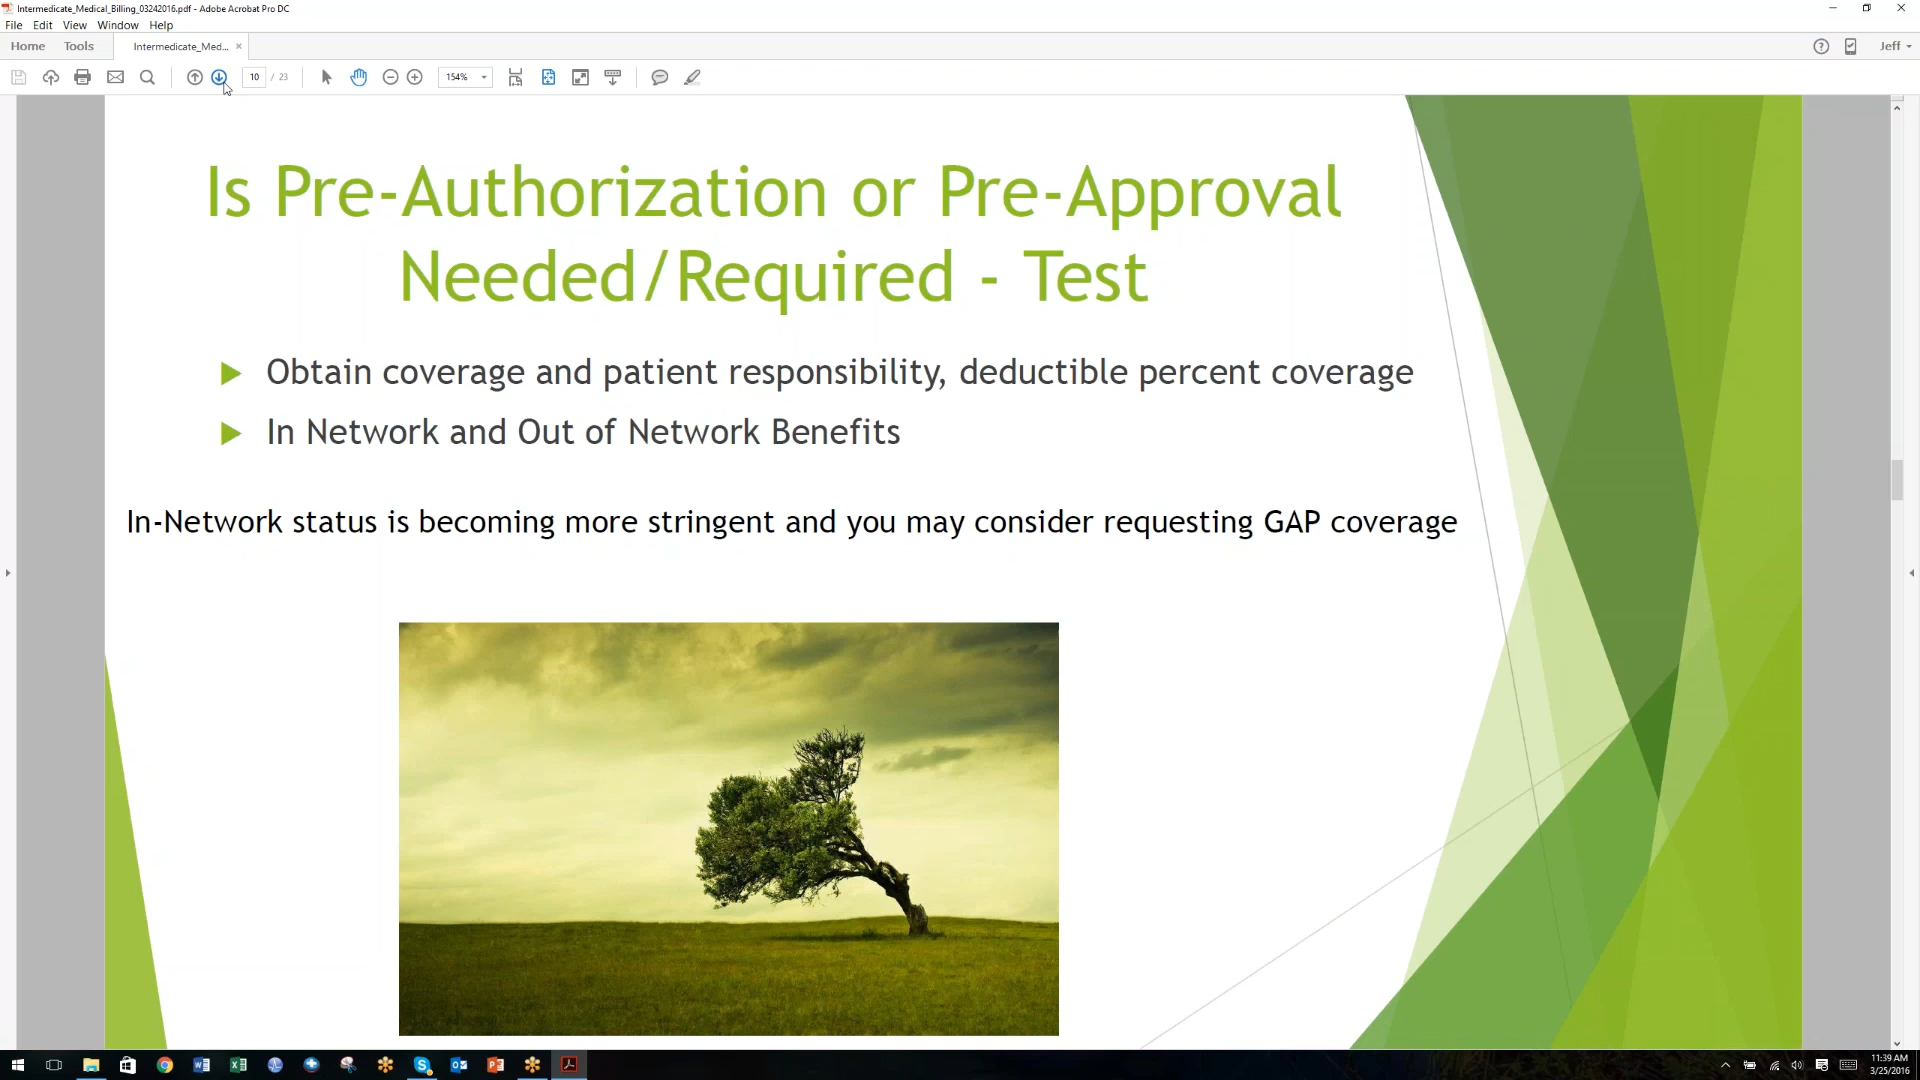 Intermedicate_Medical_Billing_03242016.pdf - Adobe Acrobat Pro DC
File Edit View Window Help
Home Tools Intermedicate_Med... × Jeff
10 / 23 154%
Is Pre-Authorization or Pre-Approval
Needed/Required - Test
Obtain coverage and patient responsibility, deductible percent coverage
In Network and Out of Network Benefits
In-Network status is becoming more stringent and you may consider requesting GAP coverage
11:39 AM
3/25/2016